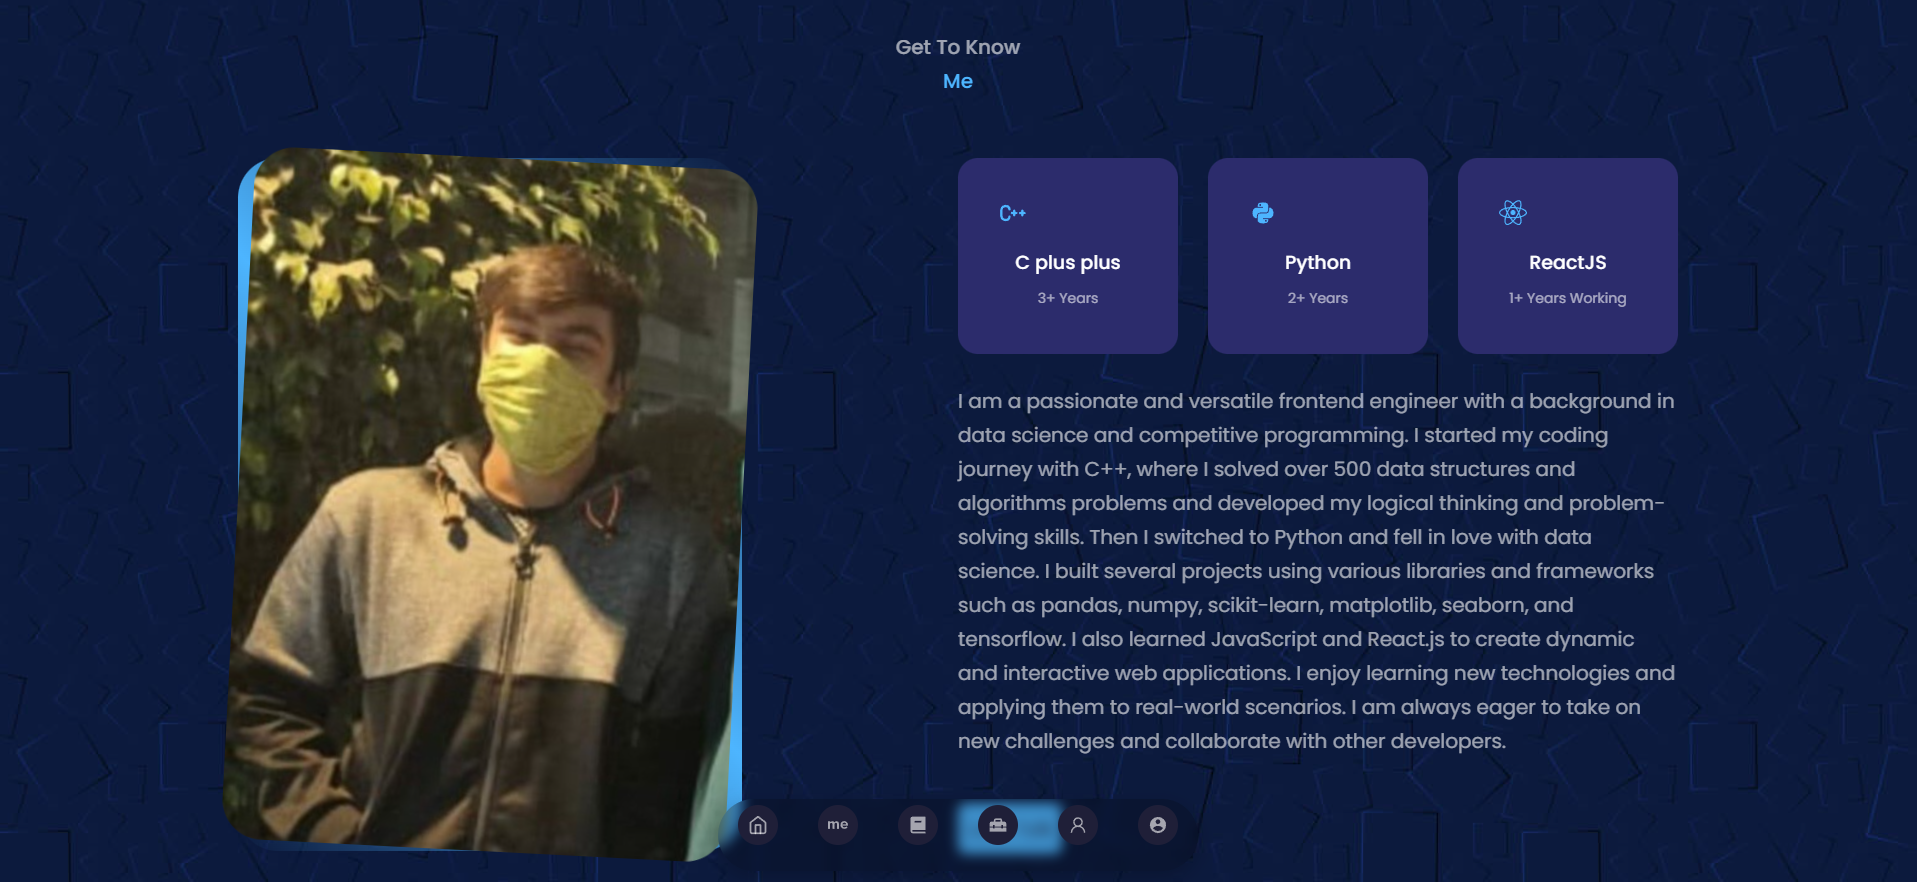 Get To Know
Me
C++
C plus plus
3+ Years
Python
2+ Years
ReactJS
1+ Years Working
I am a passionate and versatile frontend engineer with a background in
data science and competitive programming. I started my coding
journey with C++, where I solved over 500 data structures and
algorithms problems and developed my logical thinking and problem-
solving skills. Then I switched to Python and fell in love with data
science. I built several projects using various libraries and frameworks
such as pandas, numpy, scikit-learn, matplotlib, seaborn, and
tensorflow. I also learned JavaScript and React.js to create dynamic
and interactive web applications. I enjoy learning new technologies and
applying them to real-world scenarios. I am always eager to take on
new challenges and collaborate with other developers.
me